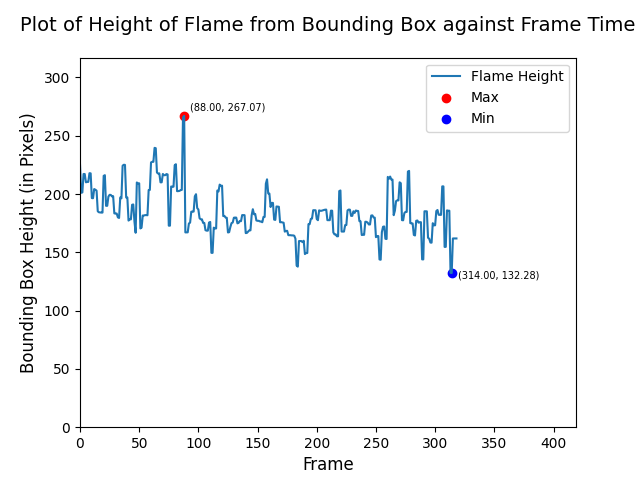 Plot of Height of Flame from Bounding Box against Frame Time
Flame Height
Max
Min
(88.00, 267.07)
(314.00, 132.28)
Bounding Box Height (in Pixels)
300
250
200
150
100
50
0
0 50 100 150 200 250 300 350 400
Frame